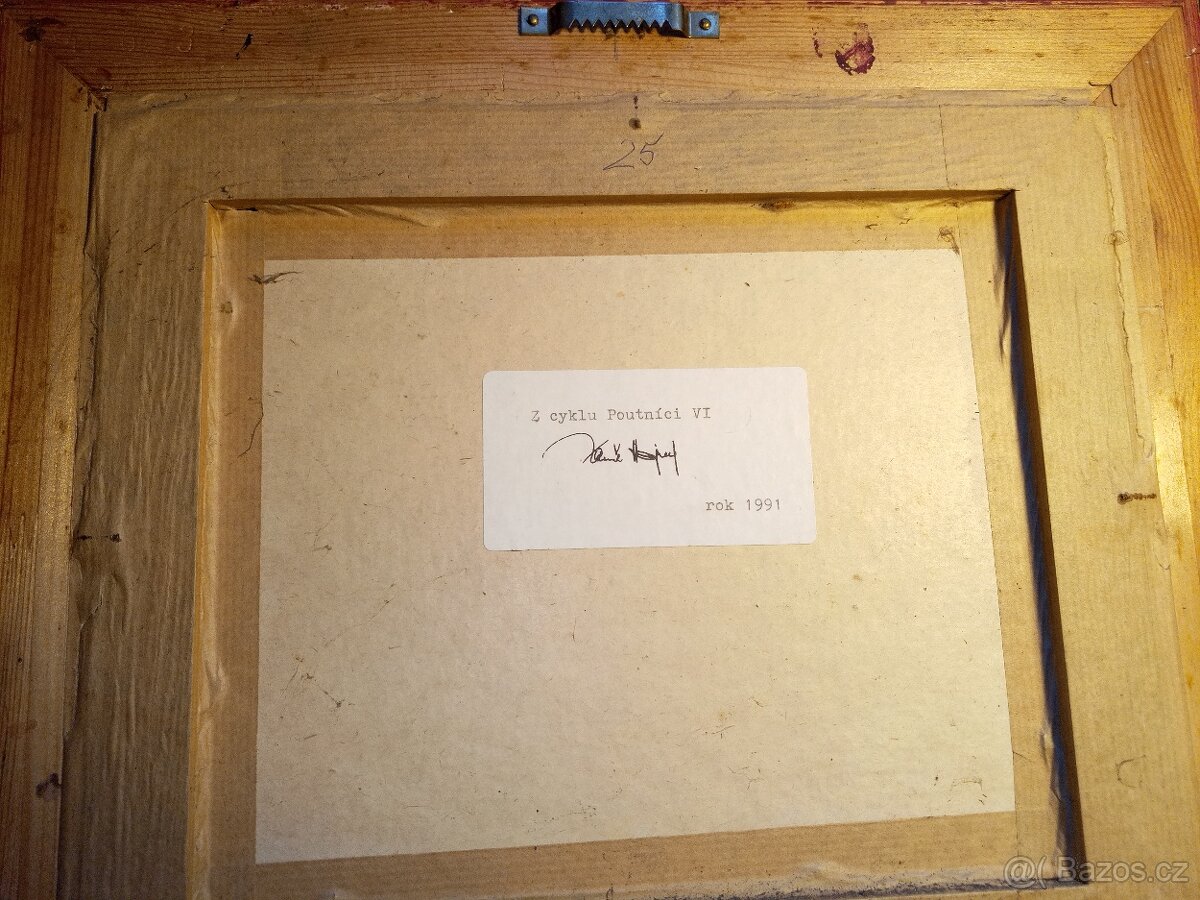 25
Z cyklu Poutníci VI
rok 1991
@( Bazos.cz